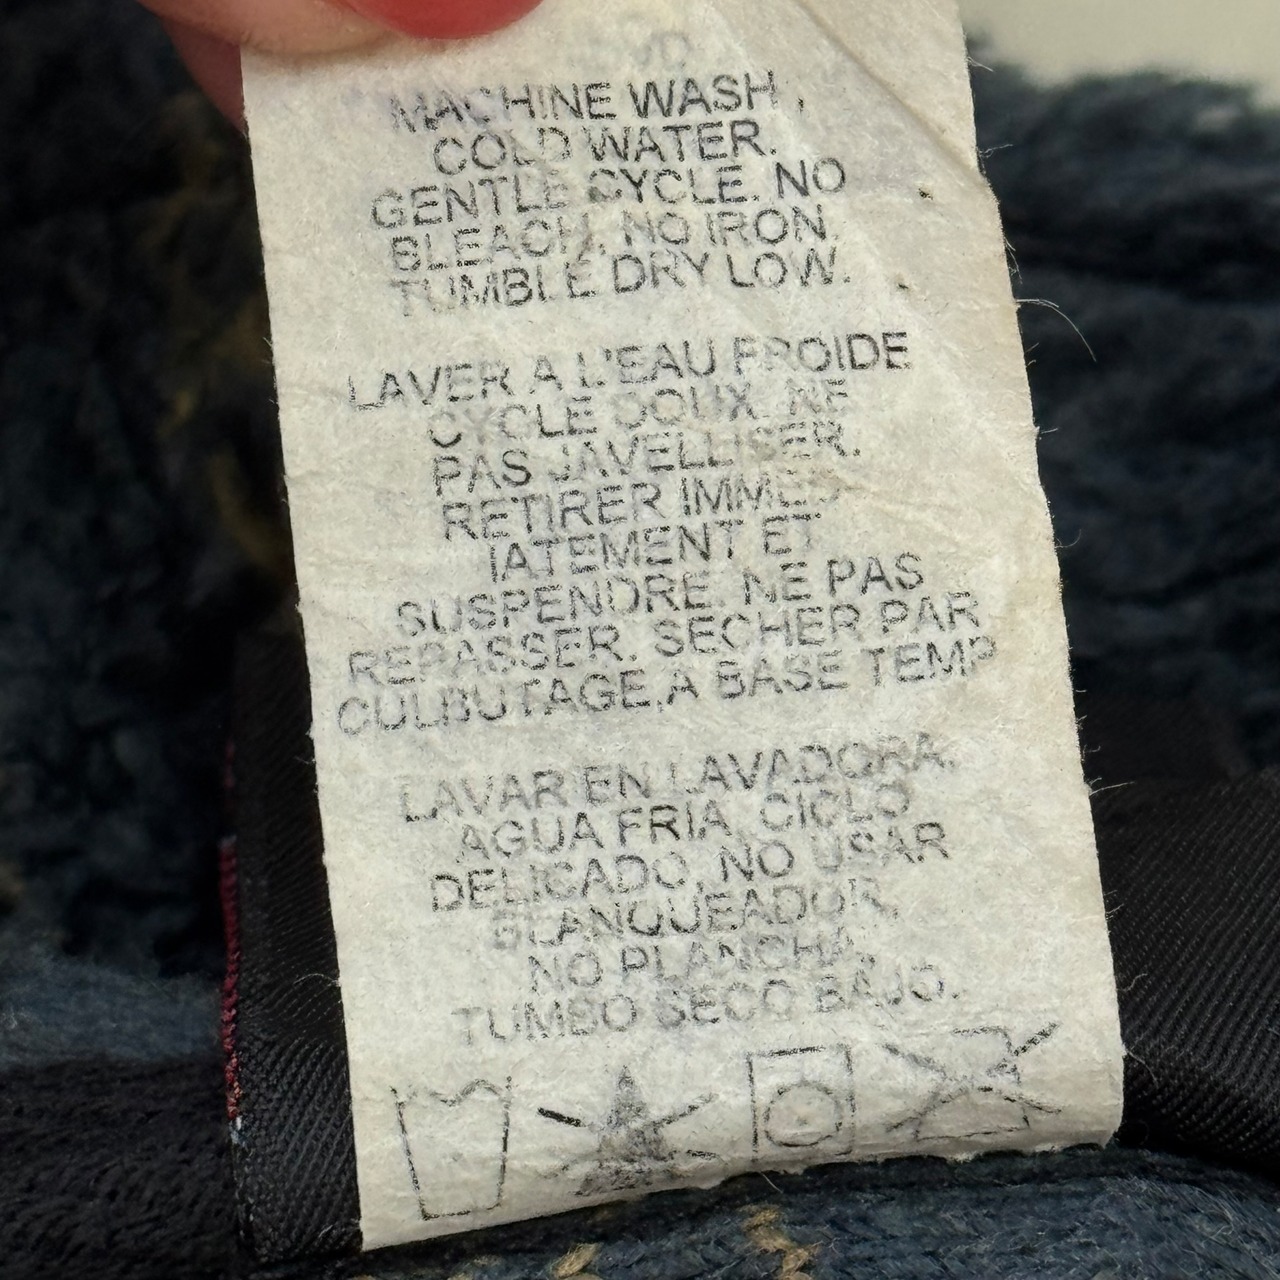 MACHINE WASH,
COLD WATER.
GENTLE CYCLE. NO
BLEACH. NO IRON.
TUMBLE DRY LOW.
LAVER A L'EAU FROIDE
CYCLE DOUX. NE
PAS JAVELLISER.
RETIRER IMMED
IATEMENT ET
SUSPENDRE. NE PAS
REPASSER. SECHER PAR
CULBUTAGE,A BASE TEMP
LAVAR EN LAVADORA.
AGUA FRIA. CICLO
DELICADO, NO USAR
BLANQUEADOR,
NO PLANCHA,
TUMBO SECO BAJO.